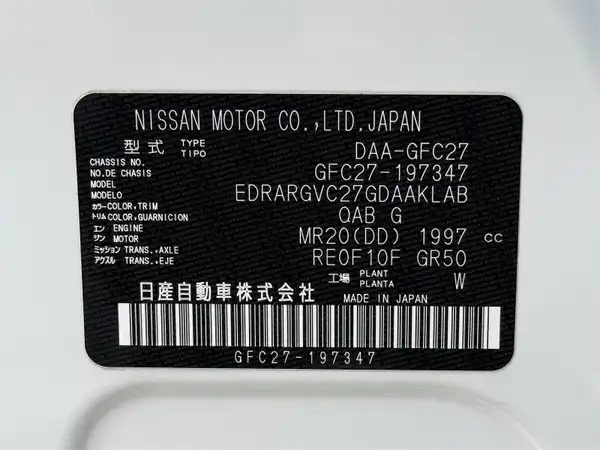 NISSAN MOTOR CO.,LTD.JAPAN
型式 TYPE TIPO DAA-GFC27
CHASSIS NO. NO.DE CHASIS GFC27-197347
MODEL MODELO EDRARGVC27GDAAKLAB
カラー COLOR,TRIM トリム COLOR,GUARNICION QAB G
エン ジン ENGINE MOTOR MR20(DD) 1997 cc
ミッション TRANS.,AXLE アクスル TRANS.,EJE RE0F10F GR50
工場 PLANT PLANTA W
日産自動車株式会社 MADE IN JAPAN
GFC27-197347